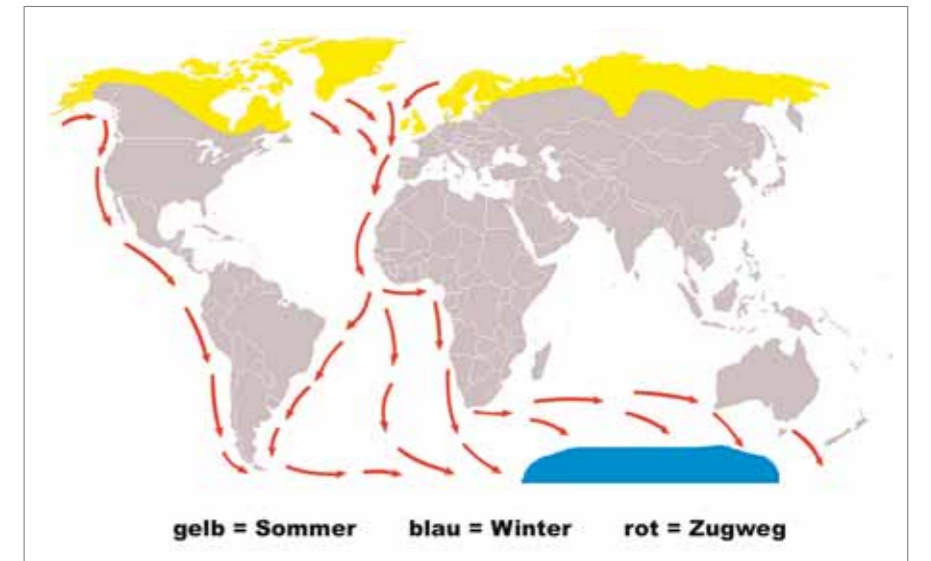 gelb = Sommer blau = Winter rot = Zugweg